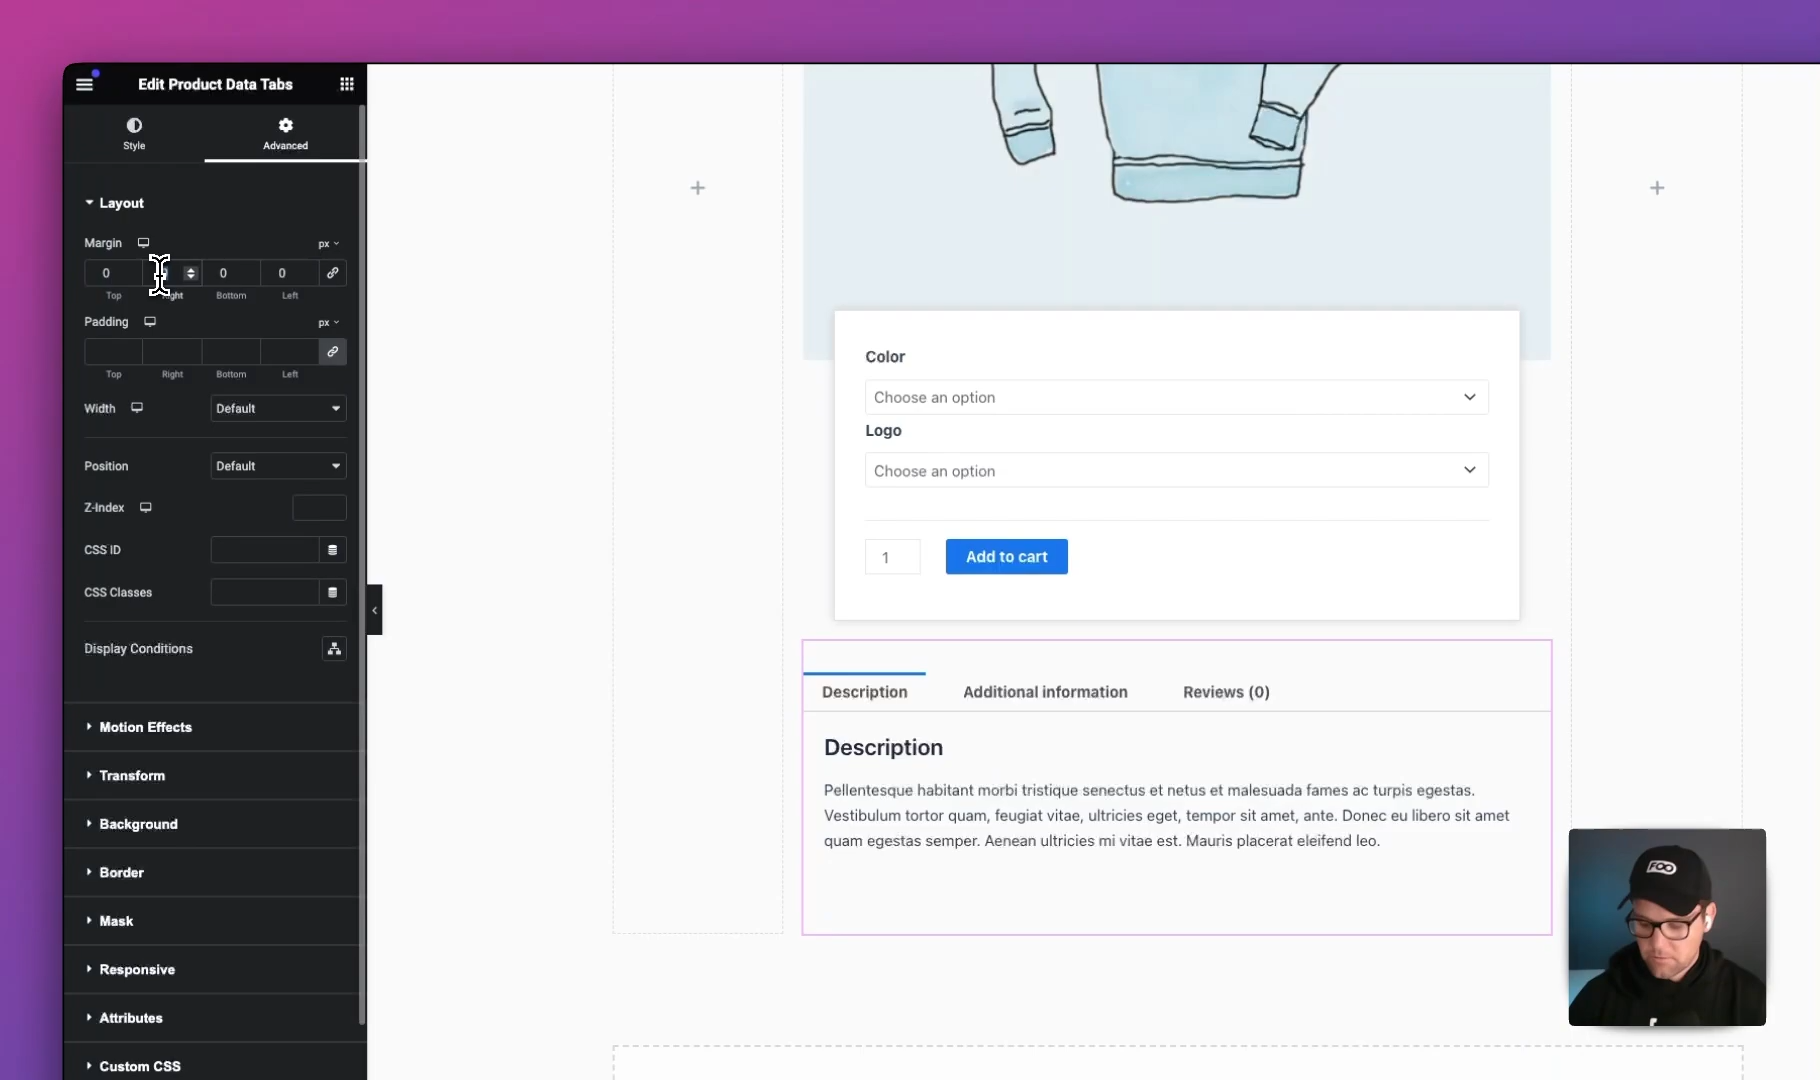 Edit Product Data Tabs
Style
Advanced
Layout
Margin
px
0
0
0
Top
Bottom
Left
Padding
px
Top
Right
Bottom
Left
Width
Default
Position
Default
Z-Index
CSS ID
CSS Classes
Display Conditions
Motion Effects
Transform
Background
Border
Mask
Responsive
Attributes
Custom CSS
Color
Choose an option
Logo
Choose an option
1
Add to cart
Description
Additional information
Reviews (0)
Description
Pellentesque habitant morbi tristique senectus et netus et malesuada fames ac turpis egestas.
Vestibulum tortor quam, feugiat vitae, ultricies eget, tempor sit amet, ante. Donec eu libero sit amet
quam egestas semper. Aenean ultricies mi vitae est. Mauris placerat eleifend leo.
FOO